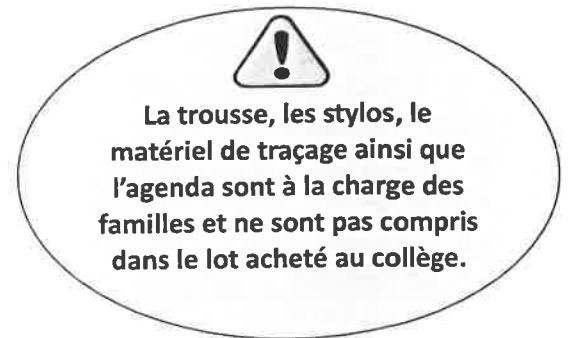 La trousse, les stylos, le
matériel de traçage ainsi que
l'agenda sont à la charge des
familles et ne sont pas compris
dans le lot acheté au collège.